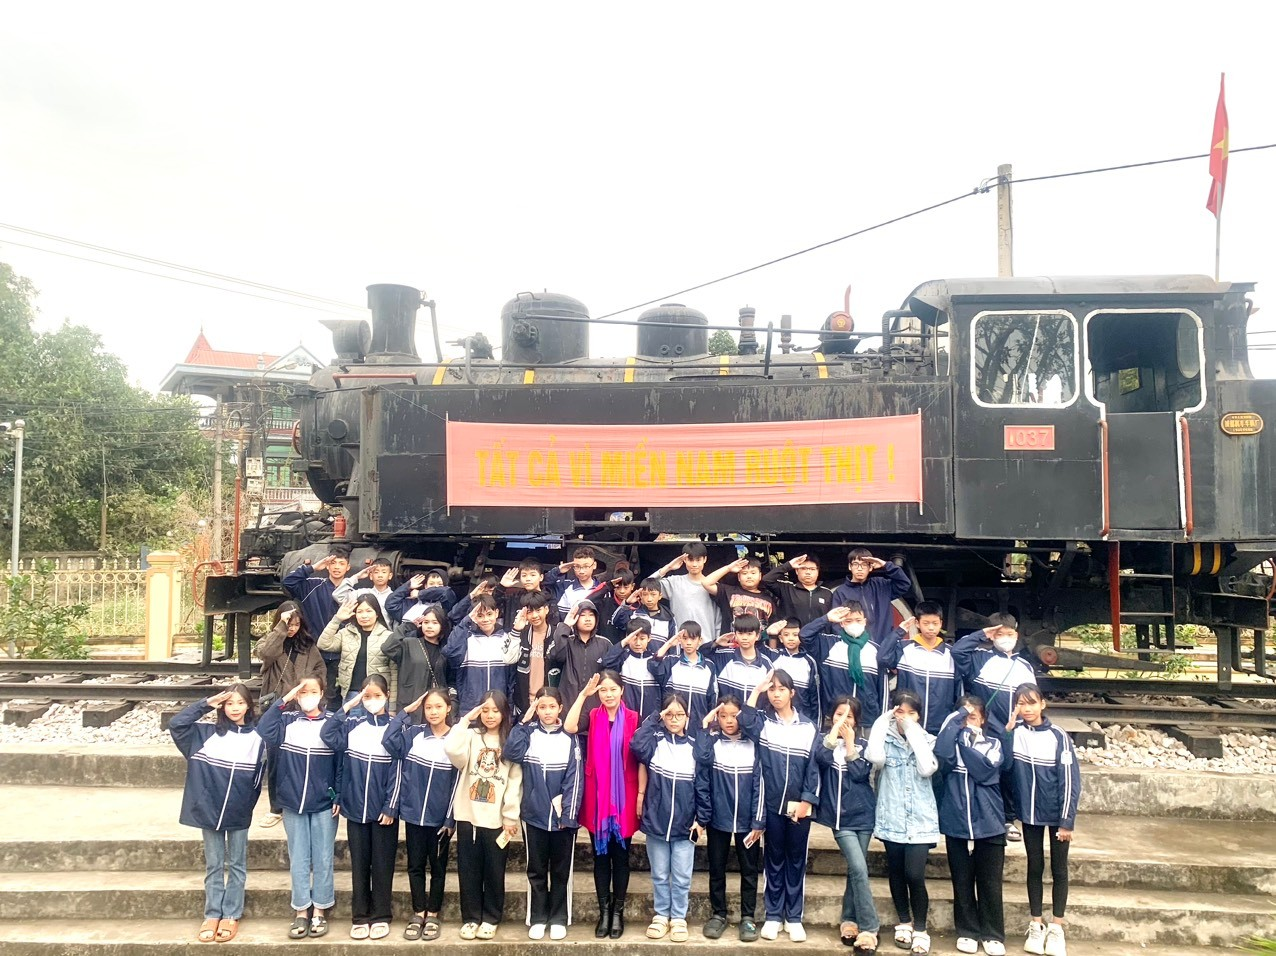 TẤT CẢ VÌ MIỀN NAM RUỘT THỊT !
1037